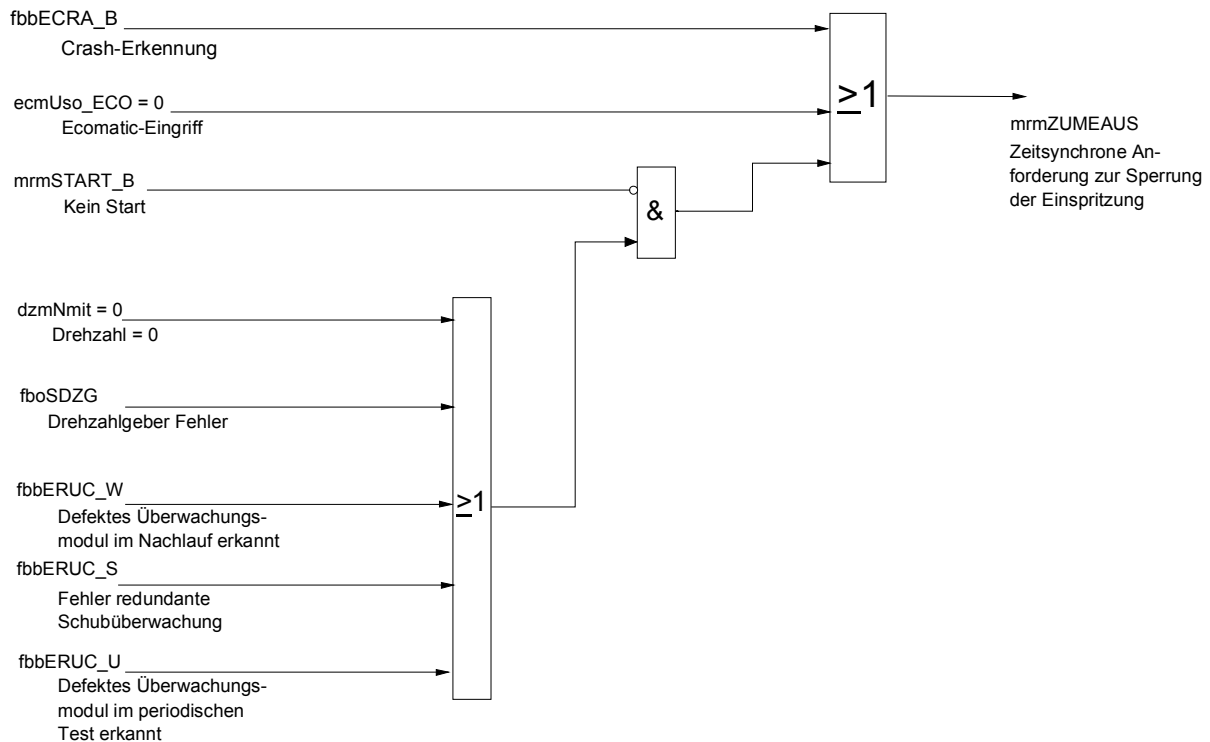 fbbECRA_B
Crash-Erkennung
≥1
ecmUso_ECO = 0
Ecomatic-Eingriff
mrmZUMEAUS
Zeitsynchrone An-
forderung zur Sperrung
der Einspritzung
mrmSTART_B
Kein Start
&
dzmNmit = 0
Drehzahl = 0
fboSDZG
Drehzahlgeber Fehler
fbbERUC_W
Defektes Überwachungs-
modul im Nachlauf erkannt
≥1
fbbERUC_S
Fehler redundante
Schubüberwachung
fbbERUC_U
Defektes Überwachungs-
modul im periodischen
Test erkannt